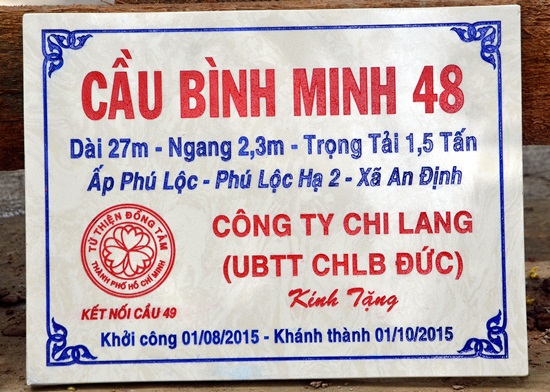 CẦU BÌNH MINH 48
Dài 27m - Ngang 2,3m - Trọng Tải 1,5 Tấn
Ấp Phú Lộc - Phú Lộc Hạ 2 - Xã An Định
TỪ THIỆN ĐỒNG TÂM
THÀNH PHỐ HỒ CHÍ MINH
KẾT NỐI CẦU 49
CÔNG TY CHI LANG
(UBTT CHLB ĐỨC)
Kính Tặng
Khởi công 01/08/2015 - Khánh thành 01/10/2015